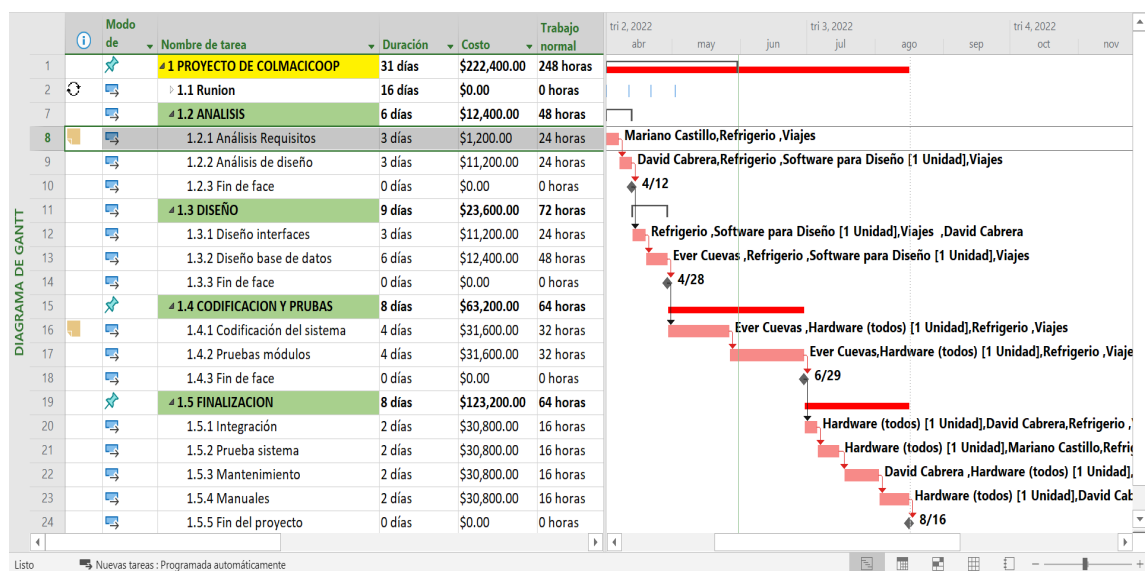 DIAGRAMA DE GANTT
Modo de
Nombre de tarea
Duración
Costo
Trabajo normal
tri 2, 2022
tri 3, 2022
tri 4, 2022
abr may jun jul ago sep oct nov
1 1 PROYECTO DE COLMACICOOP 31 días $222,400.00 248 horas
2 1.1 Runion 16 días $0.00 0 horas
7 1.2 ANALISIS 6 días $12,400.00 48 horas
8 1.2.1 Análisis Requisitos 3 días $1,200.00 24 horas Mariano Castillo,Refrigerio ,Viajes
9 1.2.2 Análisis de diseño 3 días $11,200.00 24 horas David Cabrera,Refrigerio ,Software para Diseño [1 Unidad],Viajes
10 1.2.3 Fin de face 0 días $0.00 0 horas 4/12
11 1.3 DISEÑO 9 días $23,600.00 72 horas
12 1.3.1 Diseño interfaces 3 días $11,200.00 24 horas Refrigerio ,Software para Diseño [1 Unidad],Viajes ,David Cabrera
13 1.3.2 Diseño base de datos 6 días $12,400.00 48 horas Ever Cuevas ,Refrigerio ,Software para Diseño [1 Unidad],Viajes
14 1.3.3 Fin de face 0 días $0.00 0 horas 4/28
15 1.4 CODIFICACION Y PRUBAS 8 días $63,200.00 64 horas
16 1.4.1 Codificación del sistema 4 días $31,600.00 32 horas Ever Cuevas ,Hardware (todos) [1 Unidad],Refrigerio ,Viajes
17 1.4.2 Pruebas módulos 4 días $31,600.00 32 horas Ever Cuevas,Hardware (todos) [1 Unidad],Refrigerio ,Viaje
18 1.4.3 Fin de face 0 días $0.00 0 horas 6/29
19 1.5 FINALIZACION 8 días $123,200.00 64 horas
20 1.5.1 Integración 2 días $30,800.00 16 horas Hardware (todos) [1 Unidad],David Cabrera,Refrigerio ,
21 1.5.2 Prueba sistema 2 días $30,800.00 16 horas Hardware (todos) [1 Unidad],Mariano Castillo,Refrig
22 1.5.3 Mantenimiento 2 días $30,800.00 16 horas David Cabrera ,Hardware (todos) [1 Unidad],
23 1.5.4 Manuales 2 días $30,800.00 16 horas Hardware (todos) [1 Unidad],David Cab
24 1.5.5 Fin del proyecto 0 días $0.00 0 horas 8/16
Listo Nuevas tareas : Programada automáticamente